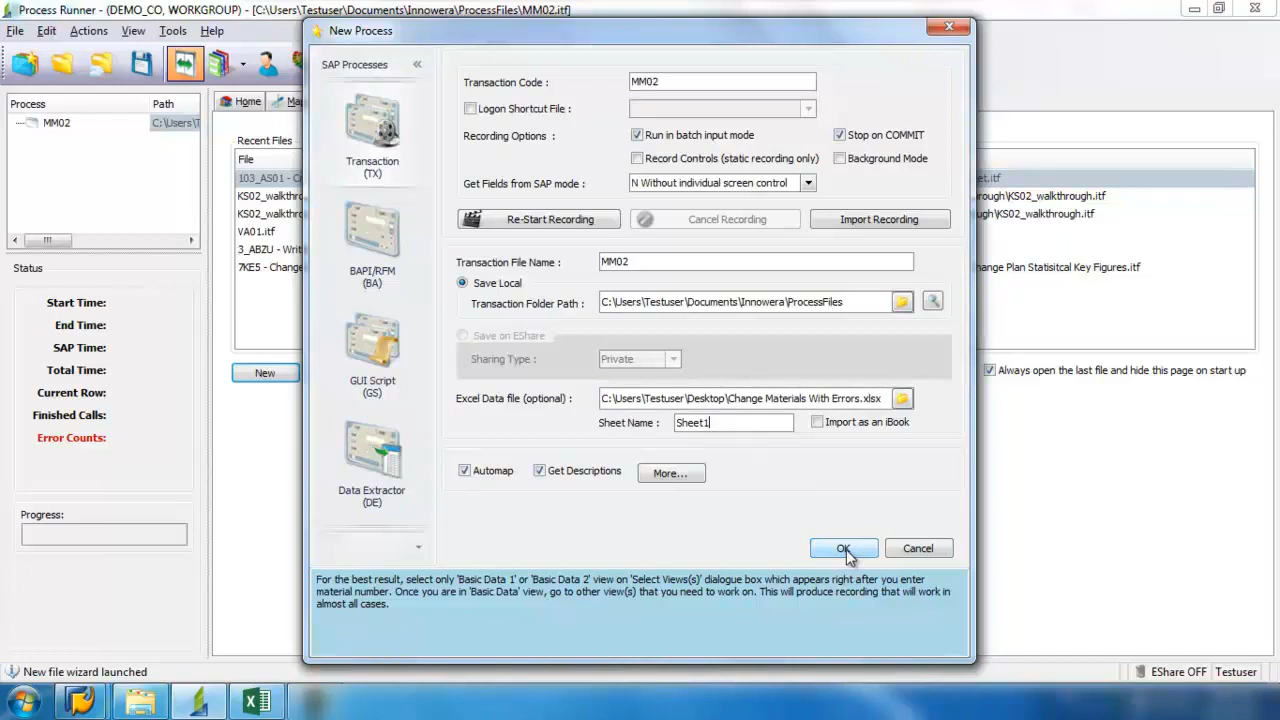 Process Runner - (DEMO_CO, WORKGROUP) - [C:\Users\Testuser\Documents\Innowera\ProcessFiles\MM02.itf]
File Edit Actions View Tools Help
Process Path
MM02 C:\Users\T
Status
Start Time:
End Time:
SAP Time:
Total Time:
Current Row:
Finished Calls:
Error Counts:
Progress:
Home
Recent Files
File
103_AS01 - C
KS02_walkthr
KS02_walkthr
VA01.itf
3_ABZU - Writ
7KE5 - Change
New
New Process
SAP Processes «
Transaction
(TX)
BAPI/RFM
(BA)
GUI Script
(GS)
Data Extractor
(DE)
Transaction Code : MM02
Logon Shortcut File :
Recording Options : Run in batch input mode Stop on COMMIT
Record Controls (static recording only) Background Mode
Get Fields from SAP mode : N Without individual screen control
Re-Start Recording Cancel Recording Import Recording
Transaction File Name : MM02
Save Local
Transaction Folder Path : C:\Users\Testuser\Documents\Innowera\ProcessFiles
Save on EShare
Sharing Type : Private
Excel Data file (optional) : C:\Users\Testuser\Desktop\Change Materials With Errors.xlsx
Sheet Name : Sheet1 Import as an iBook
Automap Get Descriptions More...
OK Cancel
For the best result, select only 'Basic Data 1' or 'Basic Data 2' view on 'Select Views(s)' dialogue box which appears right after you enter
material number. Once you are in 'Basic Data' view, go to other view(s) that you need to work on. This will produce recording that will work in
almost all cases.
et.itf
\KS02_walkthrough.itf
\KS02_walkthrough.itf
nge Plan Statisitcal Key Figures.itf
Always open the last file and hide this page on start up
New file wizard launched
EShare OFF Testuser